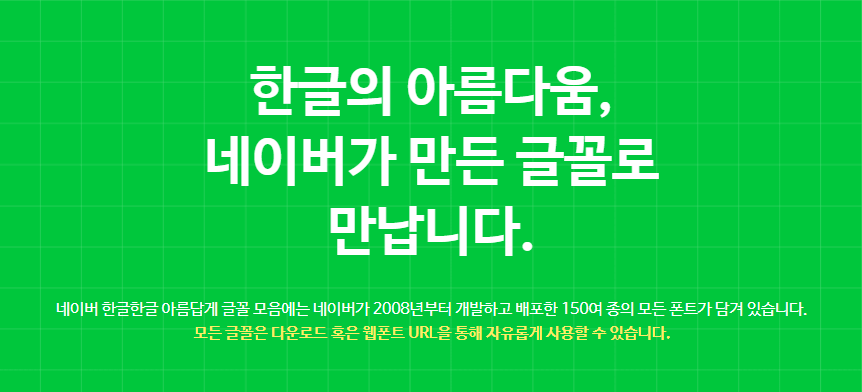 한글의 아름다움,
네이버가 만든 글꼴로
만납니다.
네이버 한글한글 아름답게 글꼴 모음에는 네이버가 2008년부터 개발하고 배포한 150여 종의 모든 폰트가 담겨 있습니다.
모든 글꼴은 다운로드 혹은 웹폰트 URL을 통해 자유롭게 사용할 수 있습니다.